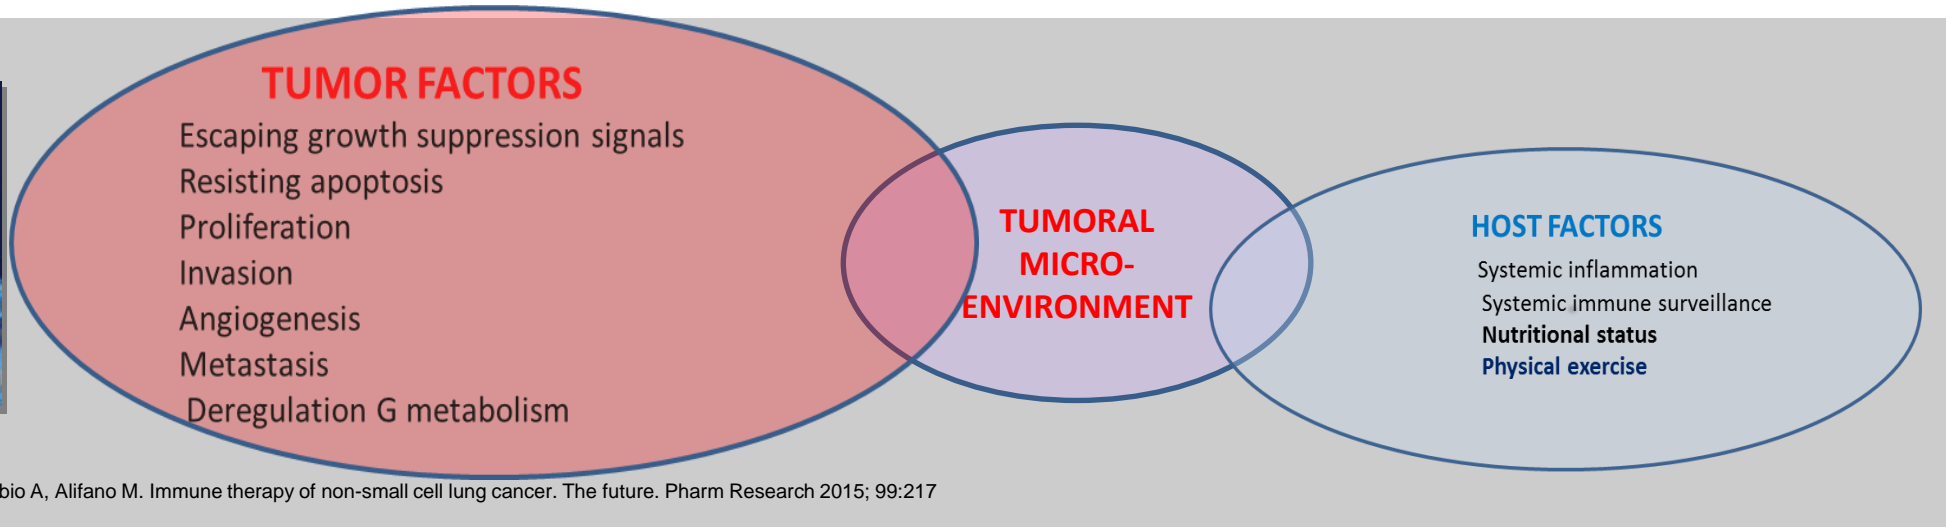 TUMOR FACTORS
Escaping growth suppression signals
Resisting apoptosis
Proliferation
Invasion
Angiogenesis
Metastasis
Deregulation G metabolism
TUMORAL
MICRO-
ENVIRONMENT
HOST FACTORS
Systemic inflammation
Systemic immune surveillance
Nutritional status
Physical exercise
bio A, Alifano M. Immune therapy of non-small cell lung cancer. The future. Pharm Research 2015; 99:217